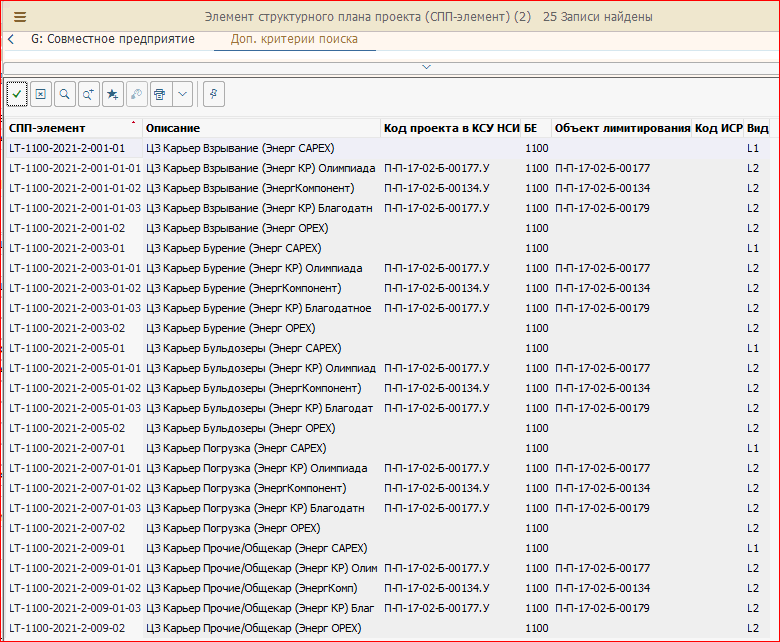 Элемент структурного плана проекта (СПП-элемент) (2) 25 Записи найдены
G: Совместное предприятие Доп. критерии поиска
СПП-элемент Описание Код проекта в КСУ НСИ БЕ Объект лимитирования Код ИСР Вид
LT-1100-2021-2-001-01 ЦЗ Карьер Взрывание (Энерг CAPEX) 1100 L1
LT-1100-2021-2-001-01-01 ЦЗ Карьер Взрывание (Энерг КР) Олимпиада П-П-17-02-Б-00177.У 1100 П-П-17-02-Б-00177 L2
LT-1100-2021-2-001-01-02 ЦЗ Карьер Взрывание (ЭнергКомпонент) П-П-17-02-Б-00134.У 1100 П-П-17-02-Б-00134 L2
LT-1100-2021-2-001-01-03 ЦЗ Карьер Взрывание (Энерг КР) Благодатн П-П-17-02-Б-00177.У 1100 П-П-17-02-Б-00179 L2
LT-1100-2021-2-001-02 ЦЗ Карьер Взрывание (Энерг OPEX) 1100 L2
LT-1100-2021-2-003-01 ЦЗ Карьер Бурение (Энерг CAPEX) 1100 L1
LT-1100-2021-2-003-01-01 ЦЗ Карьер Бурение (Энерг КР) Олимпиада П-П-17-02-Б-00177.У 1100 П-П-17-02-Б-00177 L2
LT-1100-2021-2-003-01-02 ЦЗ Карьер Бурение (ЭнергКомпонент) П-П-17-02-Б-00134.У 1100 П-П-17-02-Б-00134 L2
LT-1100-2021-2-003-01-03 ЦЗ Карьер Бурение (Энерг КР) Благодатное П-П-17-02-Б-00177.У 1100 П-П-17-02-Б-00179 L2
LT-1100-2021-2-003-02 ЦЗ Карьер Бурение (Энерг OPEX) 1100 L2
LT-1100-2021-2-005-01 ЦЗ Карьер Бульдозеры (Энерг CAPEX) 1100 L1
LT-1100-2021-2-005-01-01 ЦЗ Карьер Бульдозеры (Энерг КР) Олимпиад П-П-17-02-Б-00177.У 1100 П-П-17-02-Б-00177 L2
LT-1100-2021-2-005-01-02 ЦЗ Карьер Бульдозеры (ЭнергКомпонент) П-П-17-02-Б-00134.У 1100 П-П-17-02-Б-00134 L2
LT-1100-2021-2-005-01-03 ЦЗ Карьер Бульдозеры (Энерг КР) Благодат П-П-17-02-Б-00177.У 1100 П-П-17-02-Б-00179 L2
LT-1100-2021-2-005-02 ЦЗ Карьер Бульдозеры (Энерг OPEX) 1100 L2
LT-1100-2021-2-007-01 ЦЗ Карьер Погрузка (Энерг CAPEX) 1100 L1
LT-1100-2021-2-007-01-01 ЦЗ Карьер Погрузка (Энерг КР) Олимпиада П-П-17-02-Б-00177.У 1100 П-П-17-02-Б-00177 L2
LT-1100-2021-2-007-01-02 ЦЗ Карьер Погрузка (ЭнергКомпонент) П-П-17-02-Б-00134.У 1100 П-П-17-02-Б-00134 L2
LT-1100-2021-2-007-01-03 ЦЗ Карьер Погрузка (Энерг КР) Благодатн П-П-17-02-Б-00177.У 1100 П-П-17-02-Б-00179 L2
LT-1100-2021-2-007-02 ЦЗ Карьер Погрузка (Энерг OPEX) 1100 L2
LT-1100-2021-2-009-01 ЦЗ Карьер Прочие/Общекар (Энерг CAPEX) 1100 L1
LT-1100-2021-2-009-01-01 ЦЗ Карьер Прочие/Общекар (Энерг КР) Олим П-П-17-02-Б-00177.У 1100 П-П-17-02-Б-00177 L2
LT-1100-2021-2-009-01-02 ЦЗ Карьер Прочие/Общекар (ЭнергКомп) П-П-17-02-Б-00134.У 1100 П-П-17-02-Б-00134 L2
LT-1100-2021-2-009-01-03 ЦЗ Карьер Прочие/Общекар (Энерг КР) Благ П-П-17-02-Б-00177.У 1100 П-П-17-02-Б-00179 L2
LT-1100-2021-2-009-02 ЦЗ Карьер Прочие/Общекар (Энерг OPEX) 1100 L2